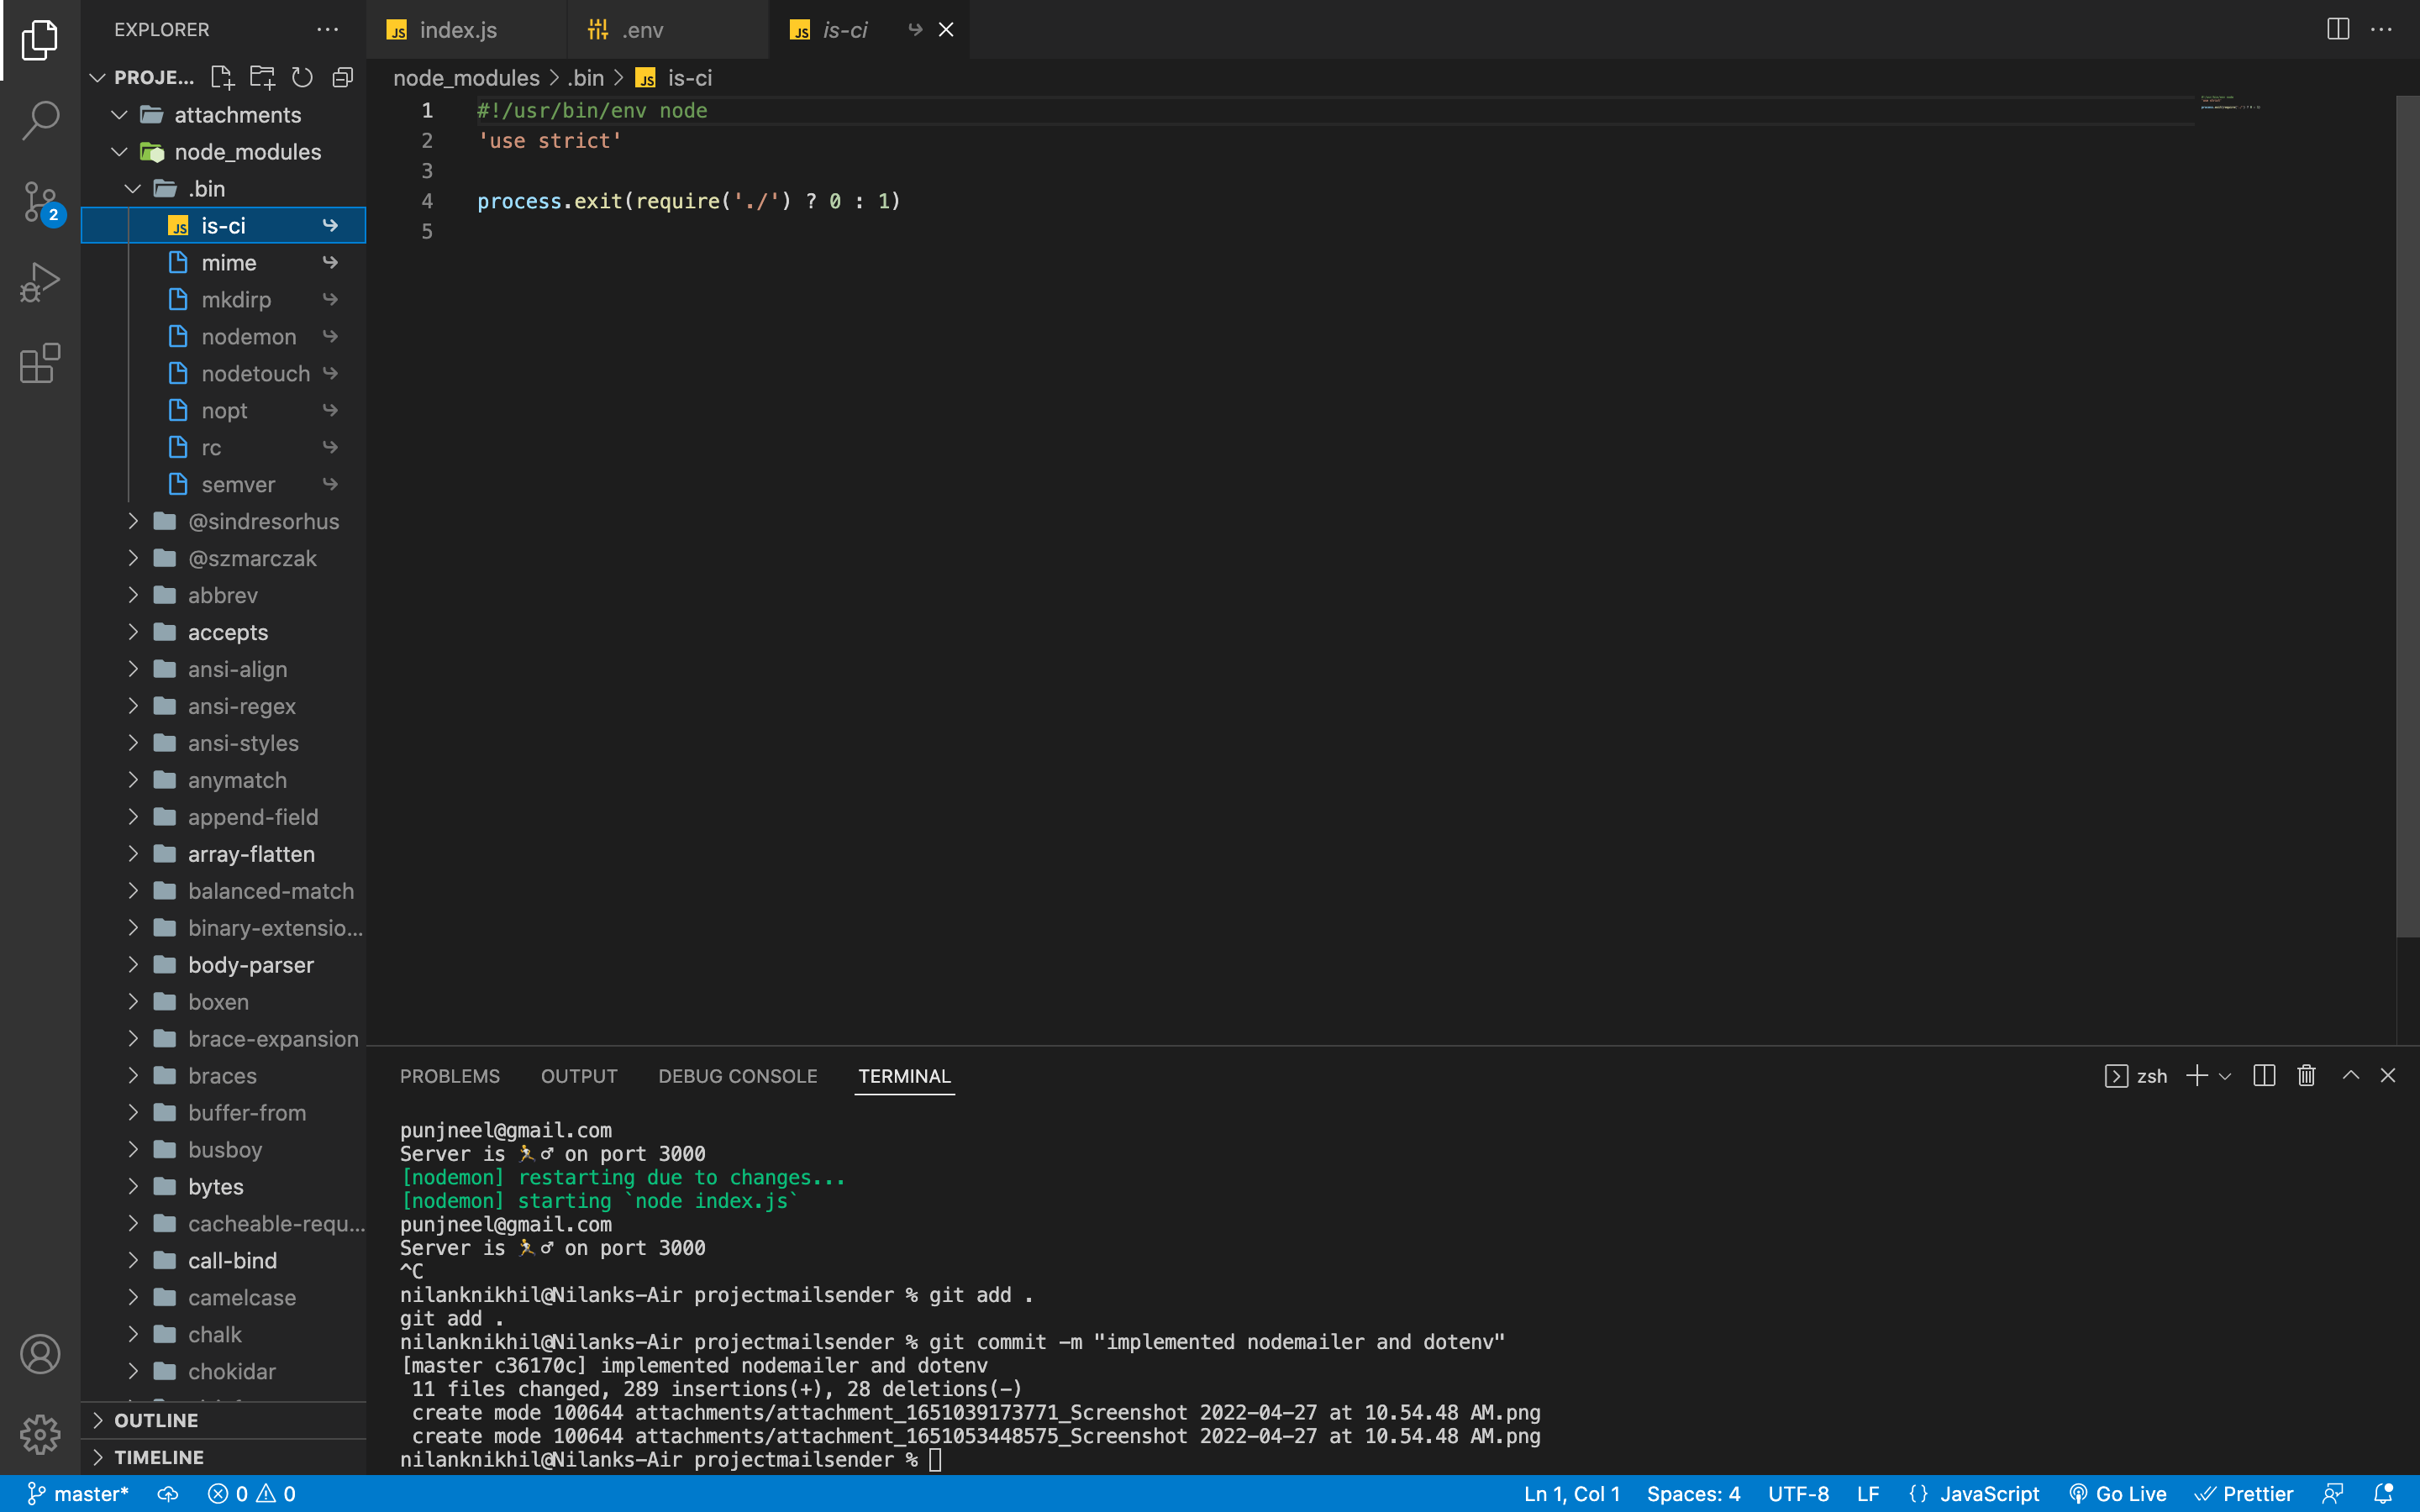 EXPLORER
PROJE...
attachments
node_modules
.bin
is-ci
mime
mkdirp
nodemon
nodetouch
nopt
rc
semver
@sindresorhus
@szmarczak
abbrev
accepts
ansi-align
ansi-regex
ansi-styles
anymatch
append-field
array-flatten
balanced-match
binary-extensio...
body-parser
boxen
brace-expansion
braces
buffer-from
busboy
bytes
cacheable-requ...
call-bind
camelcase
chalk
chokidar
OUTLINE
TIMELINE
2
JS index.js
.env
JS is-ci
node_modules > .bin > JS is-ci
1 #!/usr/bin/env node
2 'use strict'
3
4 process.exit(require('./') ? 0 : 1)
5
PROBLEMS OUTPUT DEBUG CONSOLE TERMINAL
zsh
punjneel@gmail.com
Server is 🏃♂ on port 3000
[nodemon] restarting due to changes...
[nodemon] starting `node index.js`
punjneel@gmail.com
Server is 🏃♂ on port 3000
^C
nilanknikhil@Nilanks-Air projectmailsender % git add .
git add .
nilanknikhil@Nilanks-Air projectmailsender % git commit -m "implemented nodemailer and dotenv"
[master c36170c] implemented nodemailer and dotenv
11 files changed, 289 insertions(+), 28 deletions(-)
create mode 100644 attachments/attachment_1651039173771_Screenshot 2022-04-27 at 10.54.48 AM.png
create mode 100644 attachments/attachment_1651053448575_Screenshot 2022-04-27 at 10.54.48 AM.png
nilanknikhil@Nilanks-Air projectmailsender %
master* 0 0 Ln 1, Col 1 Spaces: 4 UTF-8 LF {} JavaScript Go Live Prettier